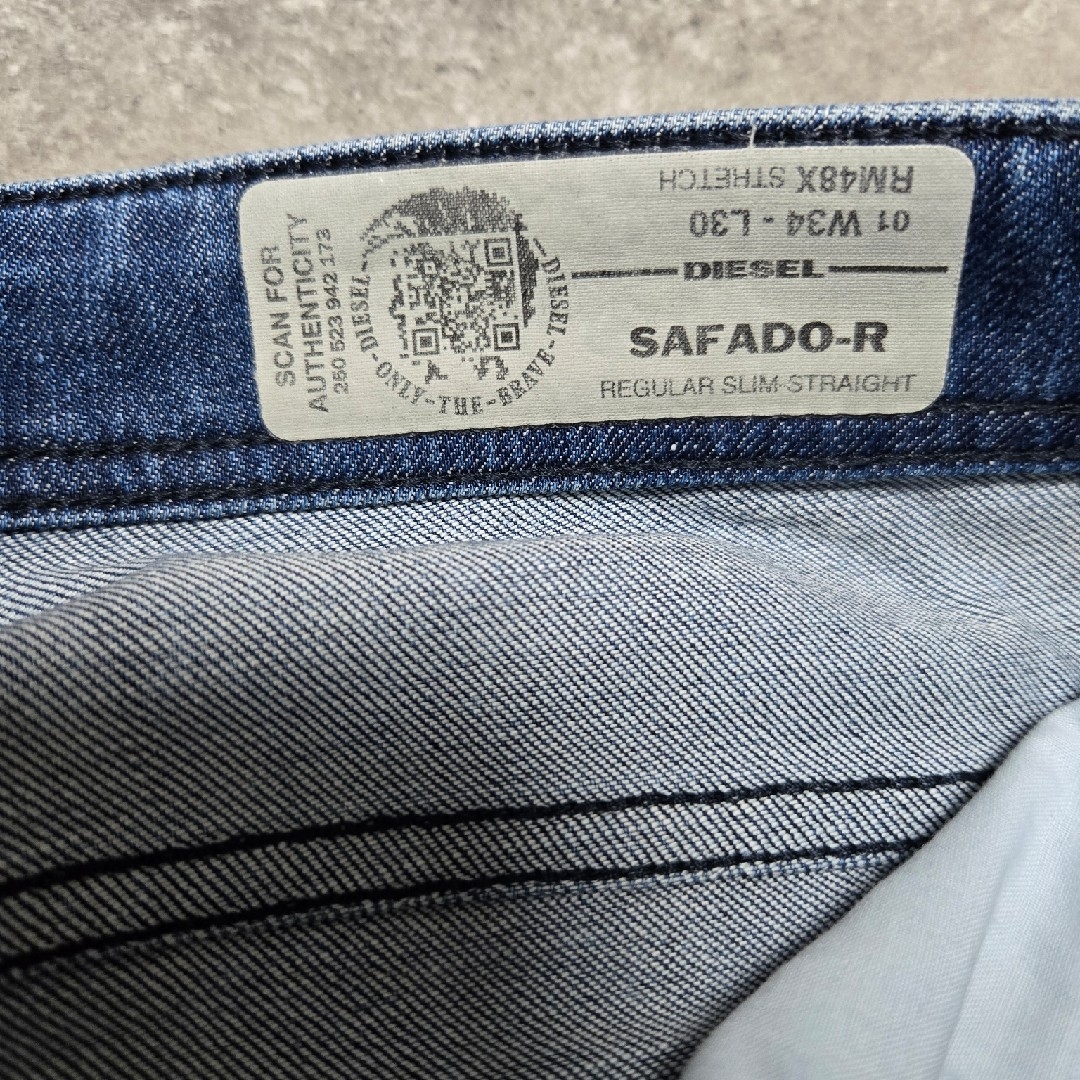 SCAN FOR
AUTHENTICITY
250 523 942 173
DIESEL-ONLY-THE-BRAVE-DIESEL
RM48X STRETCH
01 W34 - L30
DIESEL
SAFADO-R
REGULAR SLIM-STRAIGHT